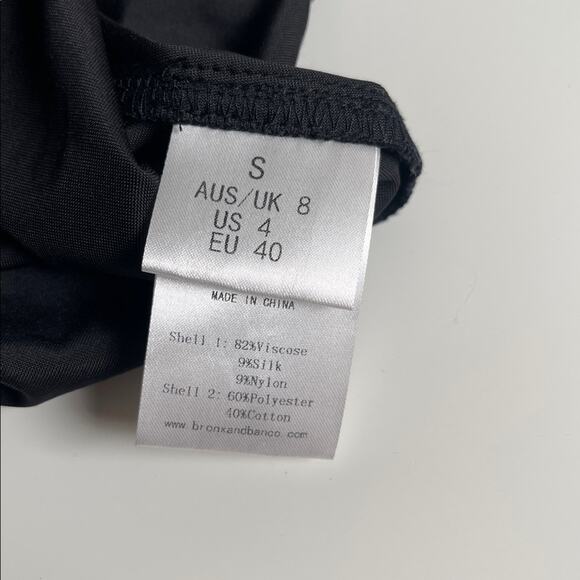 S
AUS/UK 8
US 4
EU 40
MADE IN CHINA
Shell 1: 82%Viscose
9%Silk
9%Nylon
Shell 2: 60%Polyester
40%Cotton
www.bronxandbanco.com